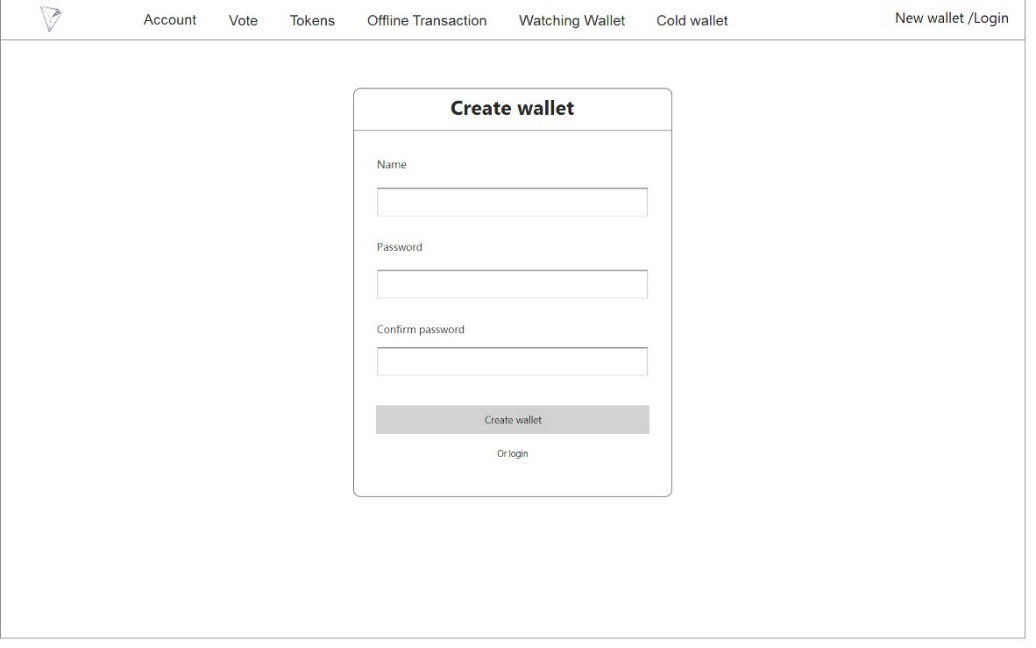 Account Vote Tokens Offline Transaction Watching Wallet Cold wallet New wallet /Login
Create wallet
Name
Password
Confirm password
Create wallet
Or login